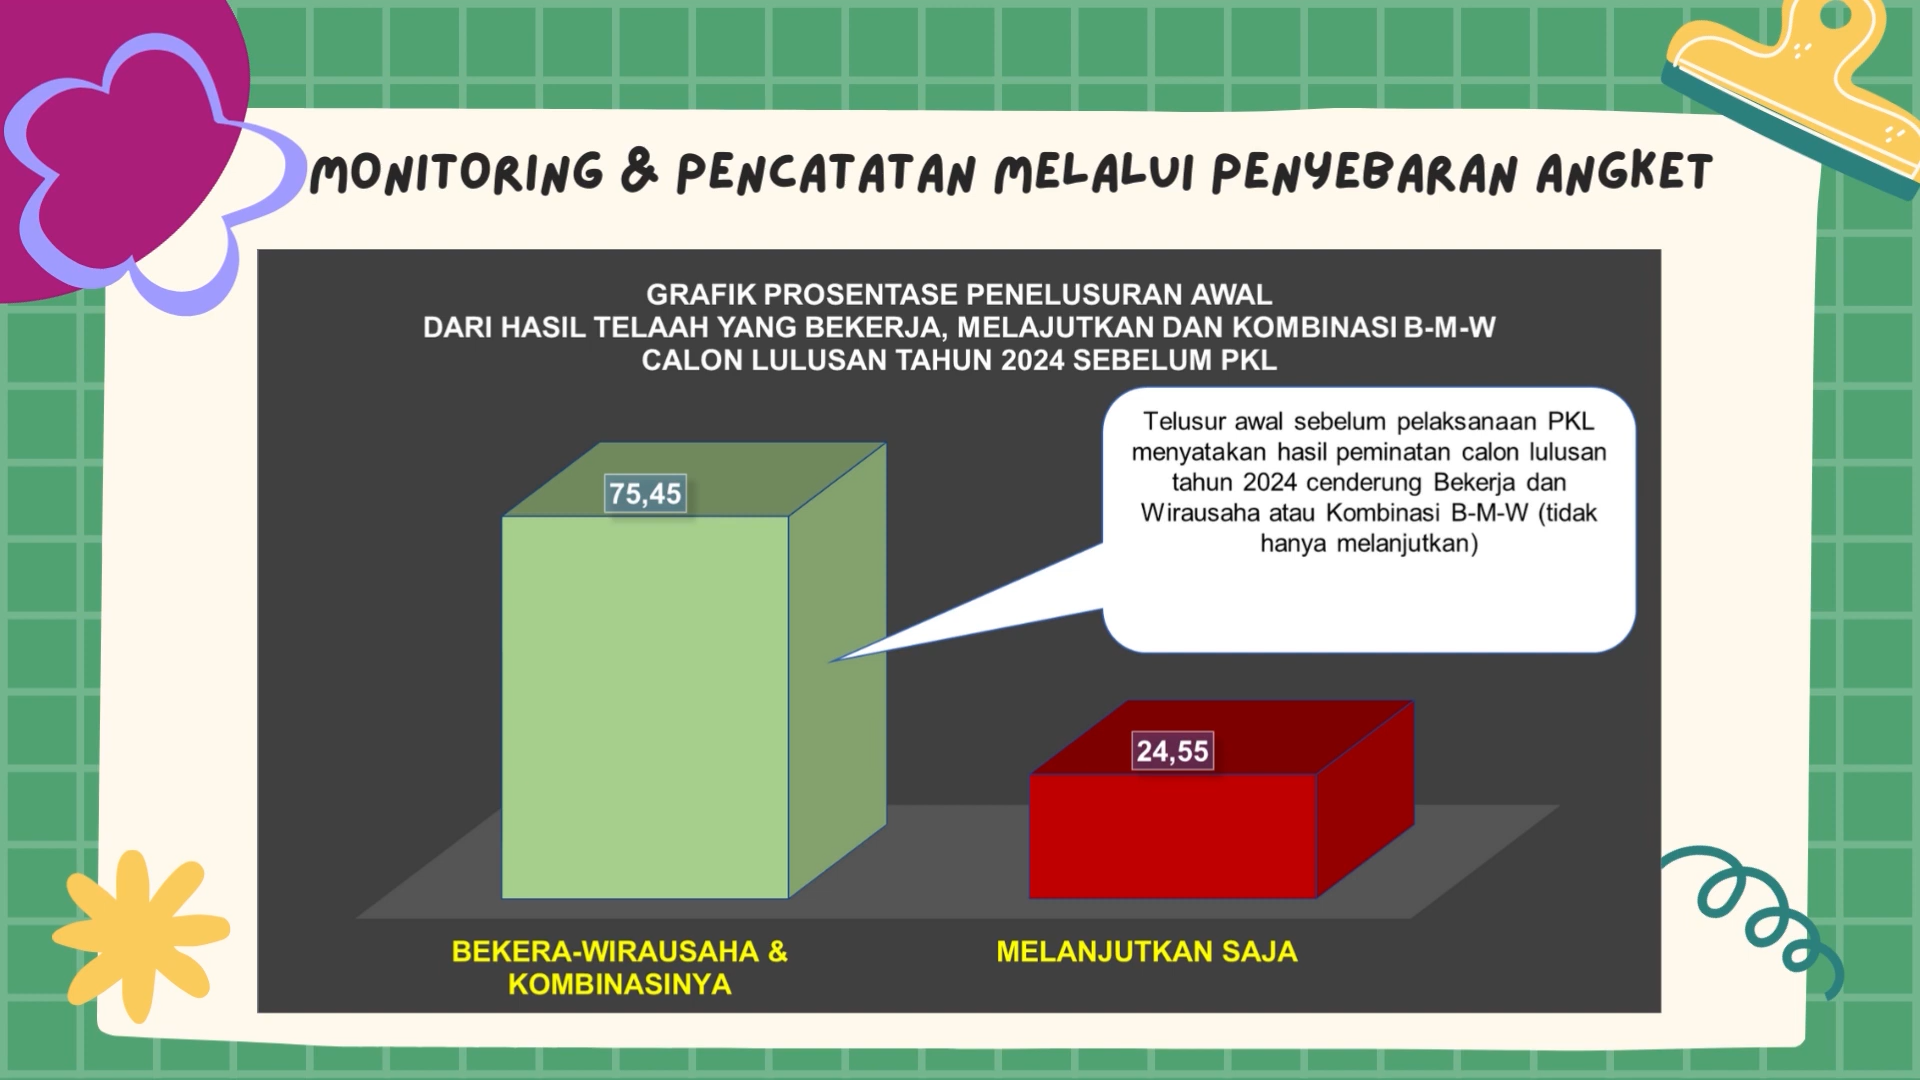 MONITORING & PENCATATAN MELALUI PENYEBARAN ANGKET
GRAFIK PROSENTASE PENELUSURAN AWAL
DARI HASIL TELAAH YANG BEKERJA, MELAJUTKAN DAN KOMBINASI B-M-W
CALON LULUSAN TAHUN 2024 SEBELUM PKL
Telusur awal sebelum pelaksanaan PKL
menyatakan hasil peminatan calon lulusan
tahun 2024 cenderung Bekerja dan
Wirausaha atau Kombinasi B-M-W (tidak
hanya melanjutkan)
75,45
24,55
BEKERA-WIRAUSAHA &
KOMBINASINYA
MELANJUTKAN SAJA